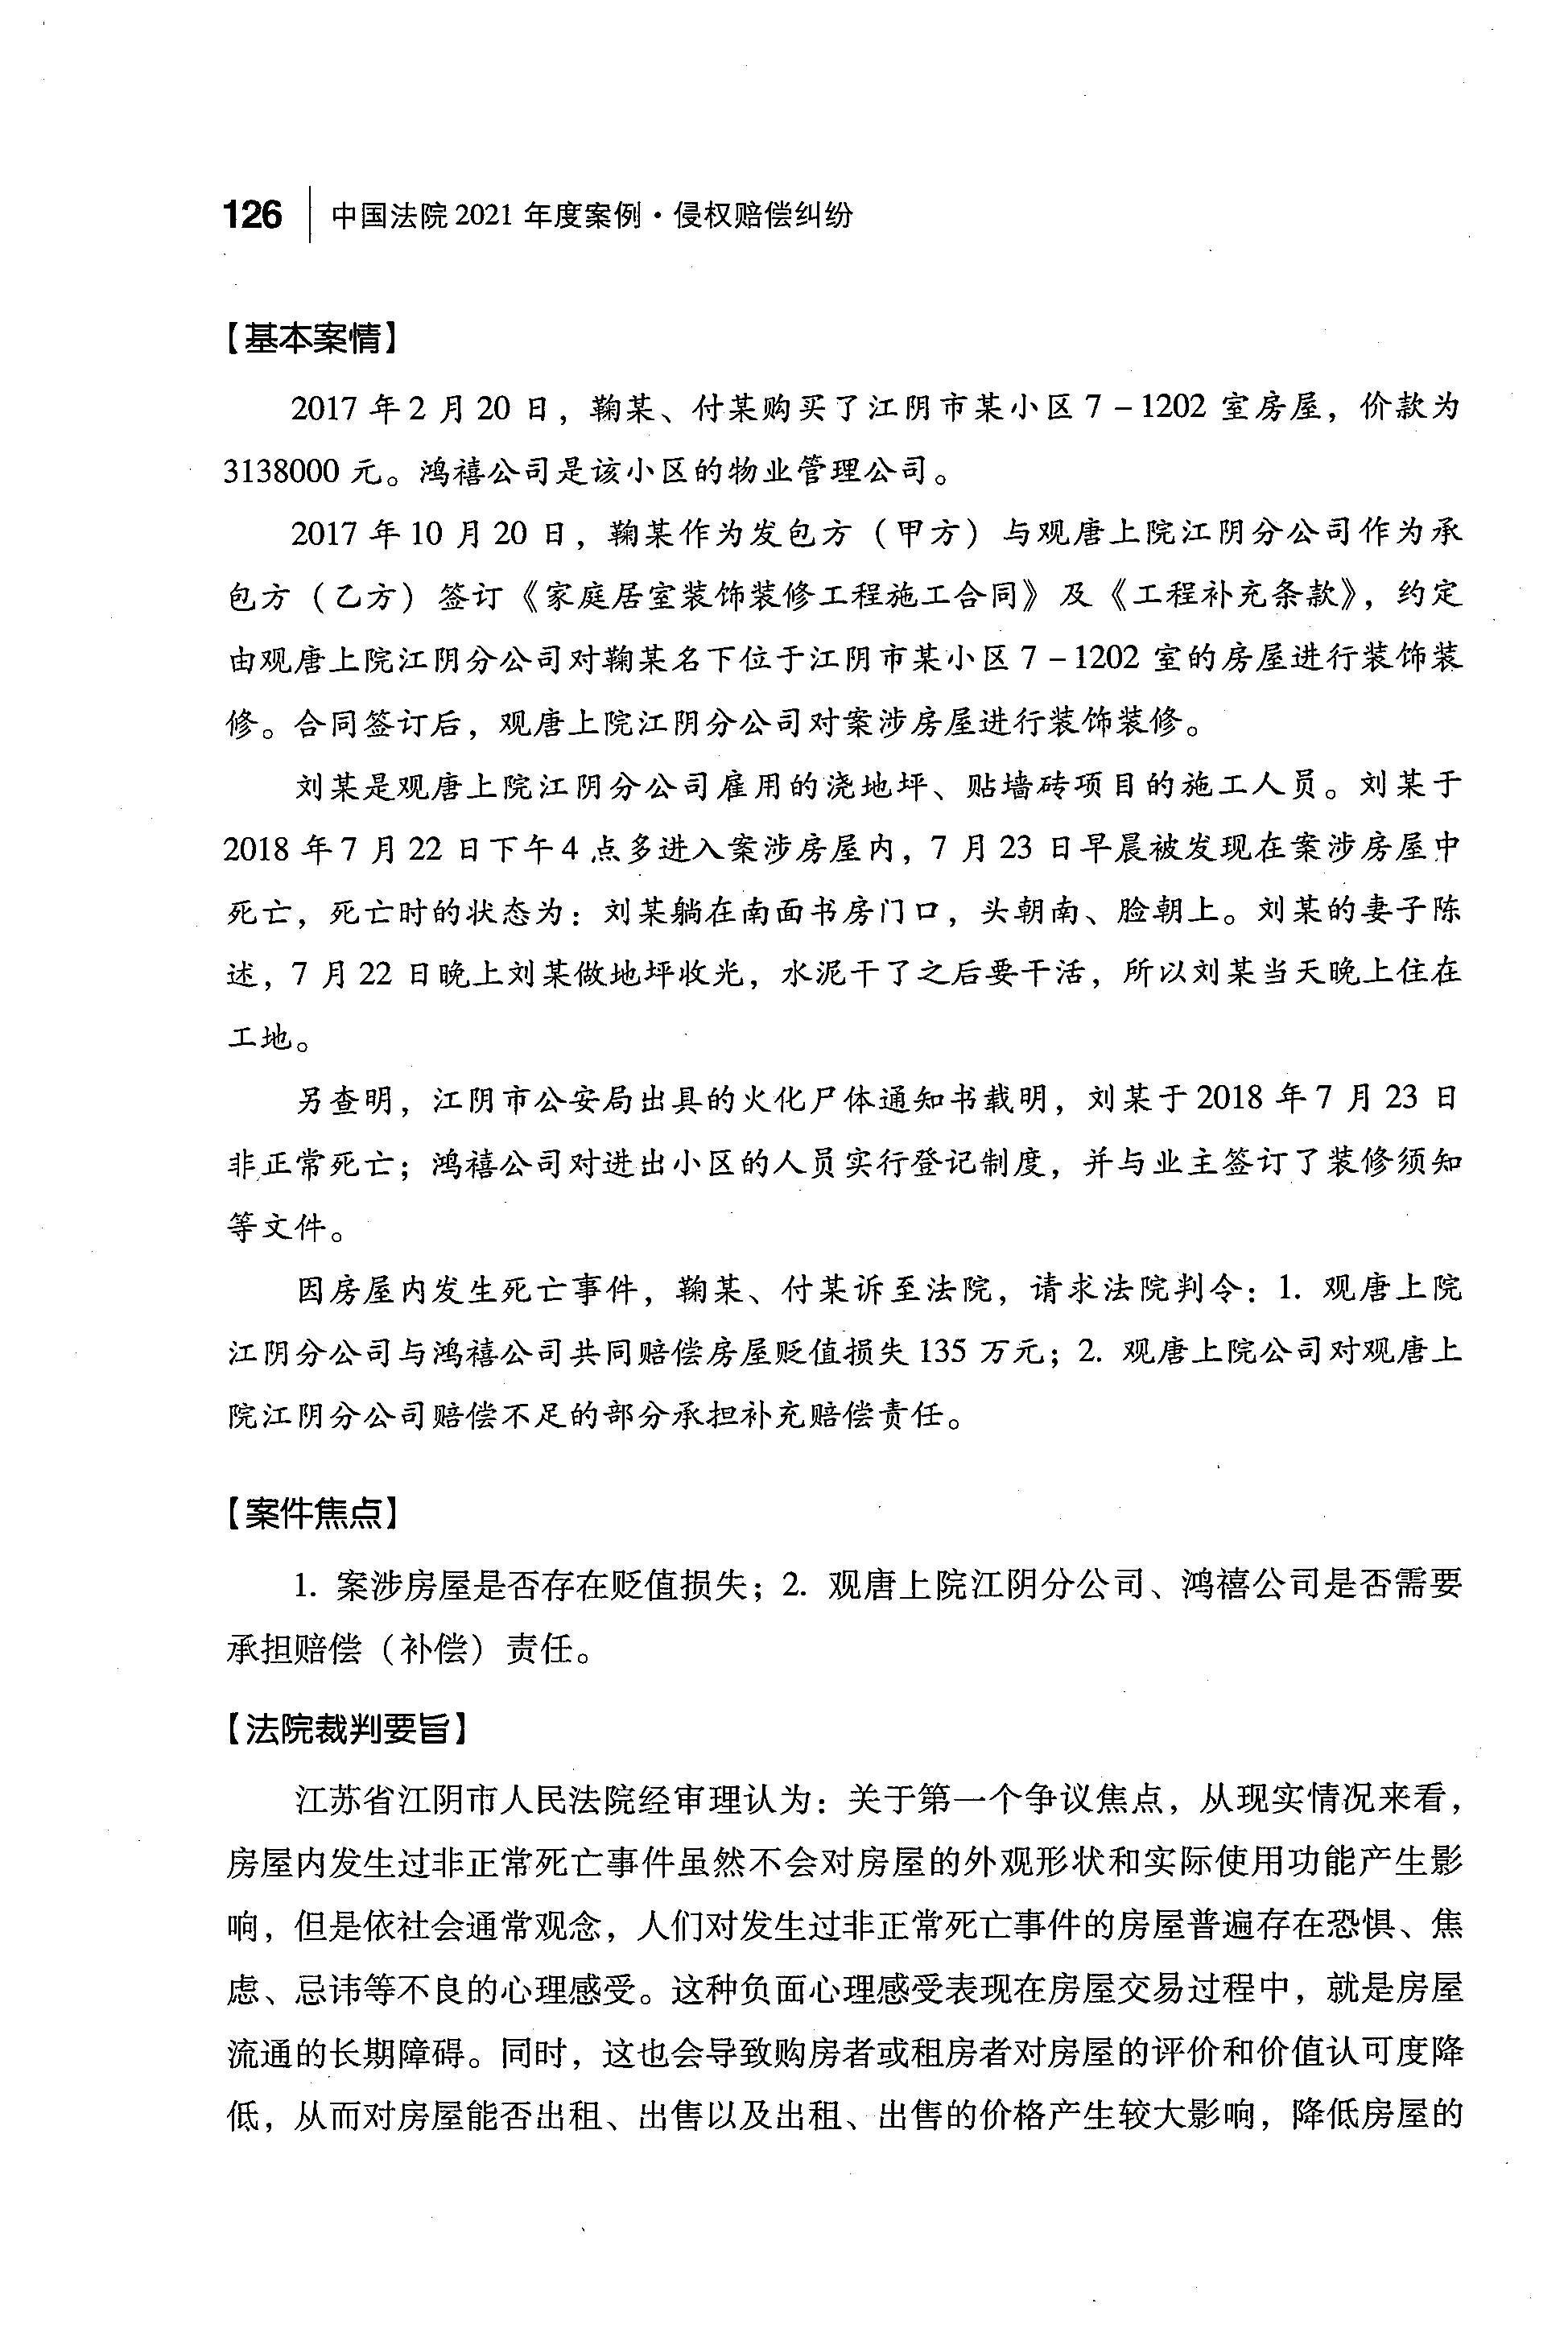 126 中国法院2021年度案例·侵权赔偿纠纷
【基本案情】
2017年2月20日，鞠某、付某购买了江阴市某小区7－1202室房屋，价款为
3138000元。鸿禧公司是该小区的物业管理公司。
2017年10月20日，鞠某作为发包方（甲方）与观唐上院江阴分公司作为承
包方（乙方）签订《家庭居室装饰装修工程施工合同》及《工程补充条款》，约定
由观唐上院江阴分公司对鞠某名下位于江阴市某小区7－1202室的房屋进行装饰装
修。合同签订后，观唐上院江阴分公司对案涉房屋进行装饰装修。
刘某是观唐上院江阴分公司雇用的浇地坪、贴墙砖项目的施工人员。刘某于
2018年7月22日下午4点多进入案涉房屋内，7月23日早晨被发现在案涉房屋中
死亡，死亡时的状态为：刘某躺在南面书房门口，头朝南、脸朝上。刘某的妻子陈
述，7月22日晚上刘某做地坪收光，水泥干了之后要干活，所以刘某当天晚上住在
工地。
另查明，江阴市公安局出具的火化尸体通知书载明，刘某于2018年7月23日
非正常死亡；鸿禧公司对进出小区的人员实行登记制度，并与业主签订了装修须知
等文件。
因房屋内发生死亡事件，鞠某、付某诉至法院，请求法院判令：1. 观唐上院
江阴分公司与鸿禧公司共同赔偿房屋贬值损失135万元；2. 观唐上院公司对观唐上
院江阴分公司赔偿不足的部分承担补充赔偿责任。
【案件焦点】
1. 案涉房屋是否存在贬值损失；2. 观唐上院江阴分公司、鸿禧公司是否需要
承担赔偿（补偿）责任。
【法院裁判要旨】
江苏省江阴市人民法院经审理认为：关于第一个争议焦点，从现实情况来看，
房屋内发生过非正常死亡事件虽然不会对房屋的外观形状和实际使用功能产生影
响，但是依社会通常观念，人们对发生过非正常死亡事件的房屋普遍存在恐惧、焦
虑、忌讳等不良的心理感受。这种负面心理感受表现在房屋交易过程中，就是房屋
流通的长期障碍。同时，这也会导致购房者或租房者对房屋的评价和价值认可度降
低，从而对房屋能否出租、出售以及出租、出售的价格产生较大影响，降低房屋的